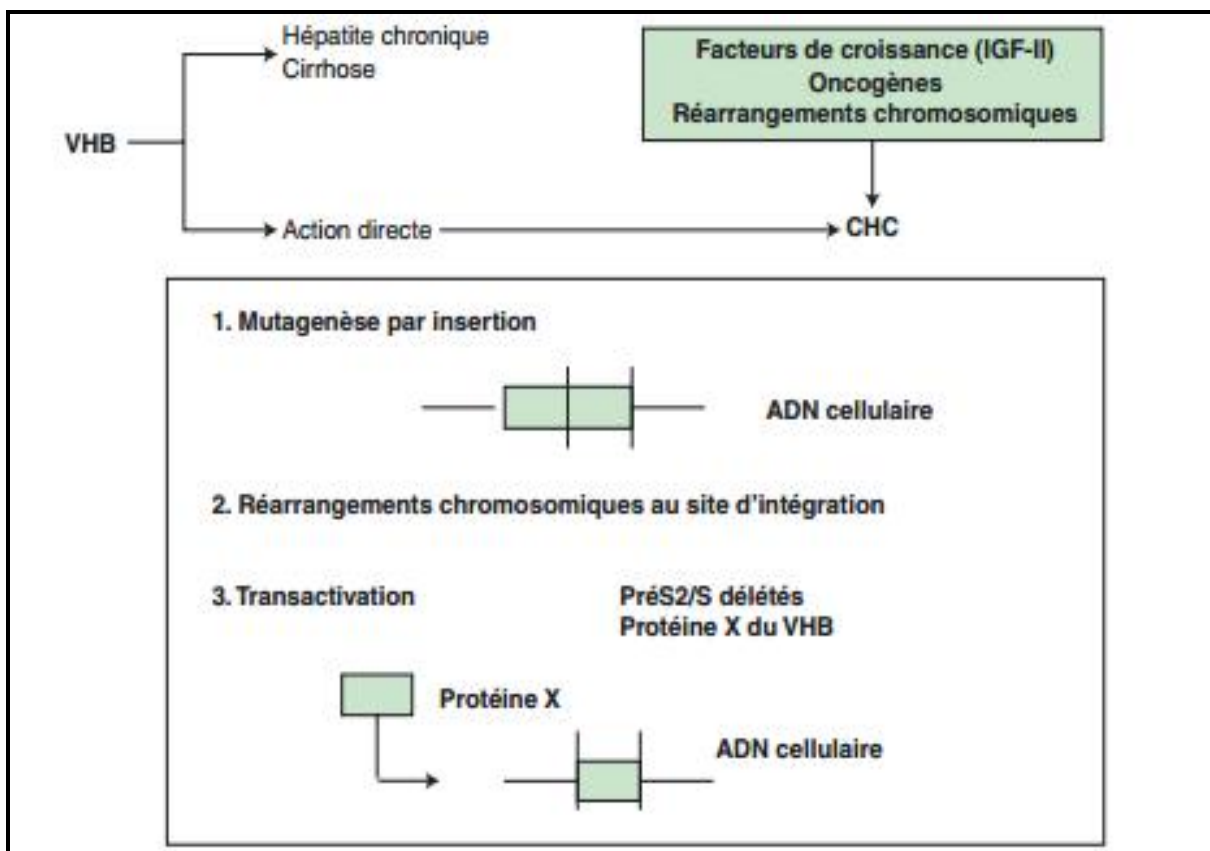 Hépatite chronique
Cirrhose
Facteurs de croissance (IGF-II)
Oncogènes
Réarrangements chromosomiques
VHB
Action directe
CHC
1. Mutagenèse par insertion
ADN cellulaire
2. Réarrangements chromosomiques au site d'intégration
3. Transactivation
PréS2/S délétés
Protéine X du VHB
Protéine X
ADN cellulaire